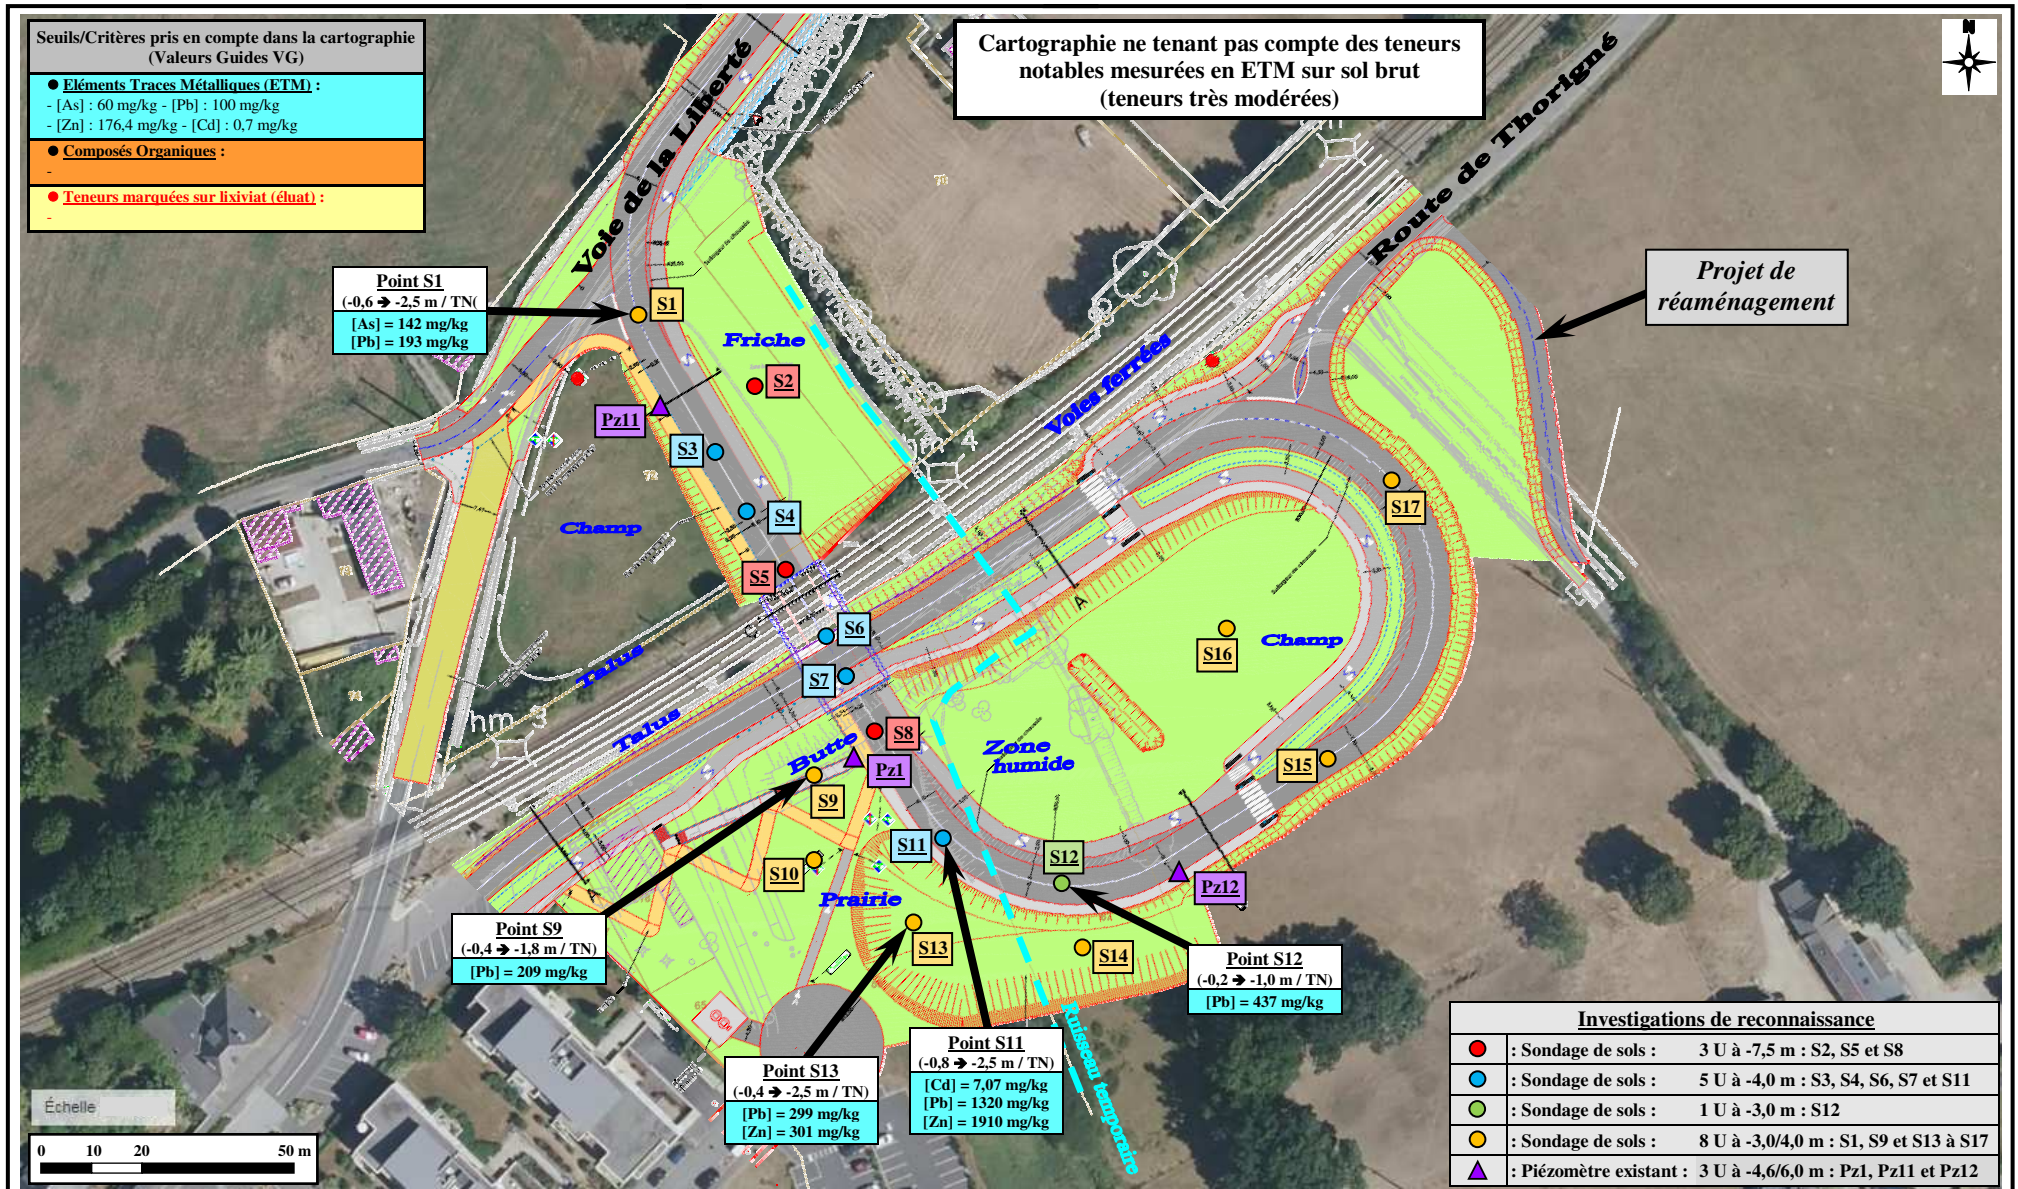 Seuils/Critères pris en compte dans la cartographie
(Valeurs Guides VG)
● Eléments Traces Métalliques (ETM) :
- [As] : 60 mg/kg - [Pb] : 100 mg/kg
- [Zn] : 176,4 mg/kg - [Cd] : 0,7 mg/kg
● Composés Organiques :
-
● Teneurs marquées sur lixiviat (éluat) :
-
Cartographie ne tenant pas compte des teneurs
notables mesurées en ETM sur sol brut
(teneurs très modérées)
N
Voie de la Liberté
Route de Thorigné
Projet de
réaménagement
Point S1
(-0,6 ➔ -2,5 m / TN(
[As] = 142 mg/kg
[Pb] = 193 mg/kg
S1
Friche
S2
Pz11
S3
Voies ferrées
S4
Champ
S5
S17
S6
S16
Champ
S7
Talus
hm 3
Talus
S8
Butte
Zone
humide
Pz1
S15
S9
S11
S12
S10
Pz12
Prairie
S13
S14
Point S9
(-0,4 ➔ -1,8 m / TN)
[Pb] = 209 mg/kg
Point S12
(-0,2 ➔ -1,0 m / TN)
[Pb] = 437 mg/kg
Point S11
(-0,8 ➔ -2,5 m / TN)
[Cd] = 7,07 mg/kg
[Pb] = 1320 mg/kg
[Zn] = 1910 mg/kg
Point S13
(-0,4 ➔ -2,5 m / TN)
[Pb] = 299 mg/kg
[Zn] = 301 mg/kg
Ruisseau temporaire
Échelle
0 10 20 50 m
Investigations de reconnaissance
: Sondage de sols : 3 U à -7,5 m : S2, S5 et S8
: Sondage de sols : 5 U à -4,0 m : S3, S4, S6, S7 et S11
: Sondage de sols : 1 U à -3,0 m : S12
: Sondage de sols : 8 U à -3,0/4,0 m : S1, S9 et S13 à S17
: Piézomètre existant : 3 U à -4,6/6,0 m : Pz1, Pz11 et Pz12